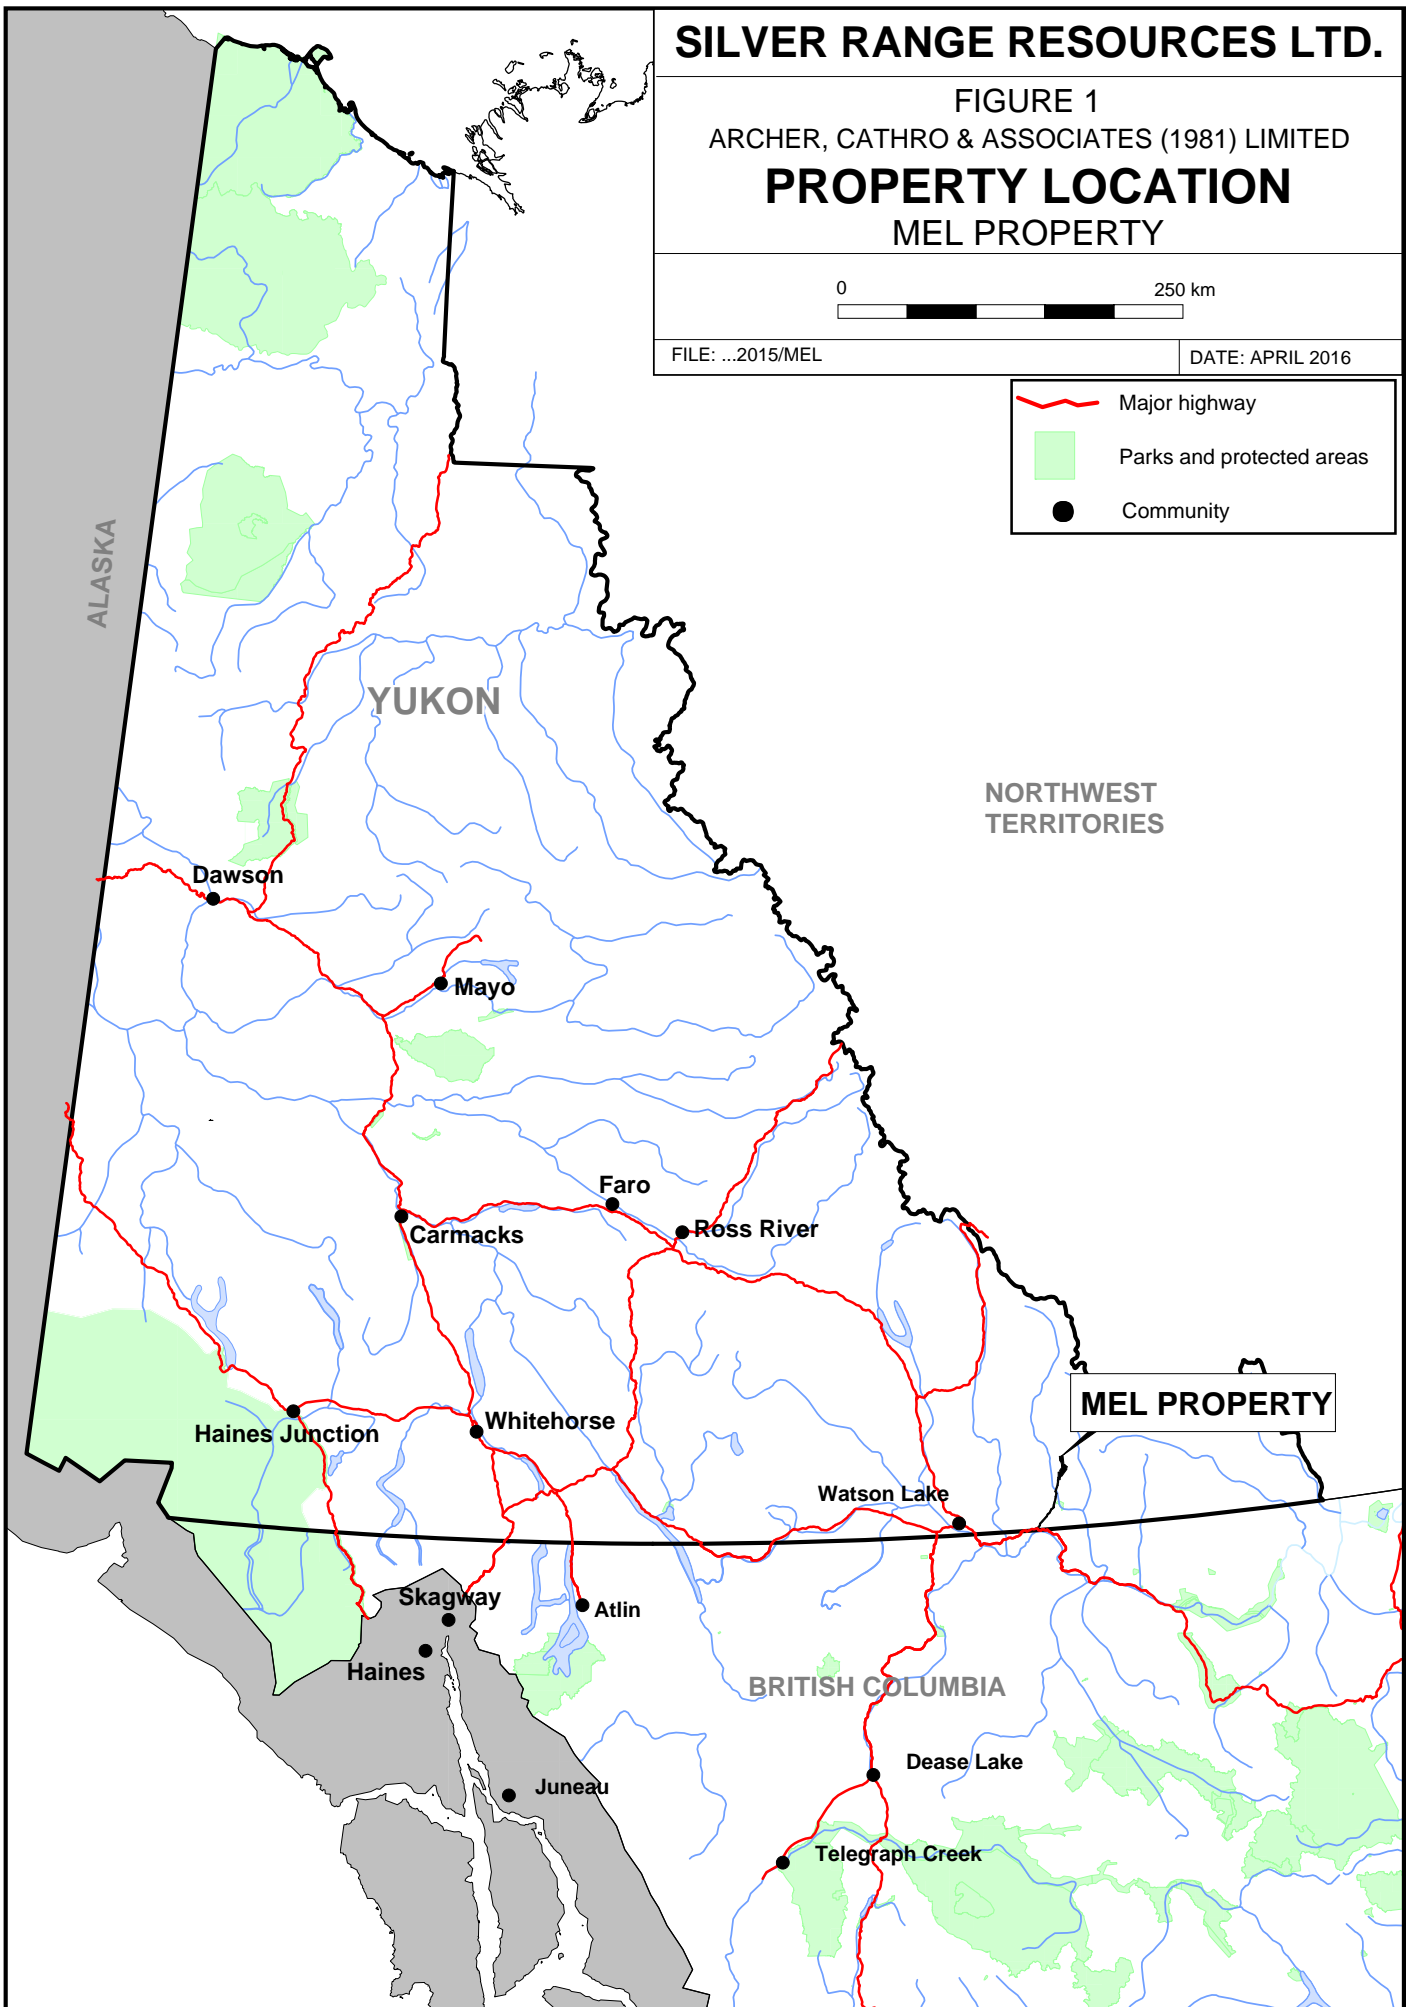 SILVER RANGE RESOURCES LTD.
FIGURE 1
ARCHER, CATHRO & ASSOCIATES (1981) LIMITED
PROPERTY LOCATION
MEL PROPERTY
0 250 km
FILE: ...2015/MEL DATE: APRIL 2016
Major highway
Parks and protected areas
Community
ALASKA
YUKON
NORTHWEST
TERRITORIES
Dawson
Mayo
Faro
Ross River
Carmacks
MEL PROPERTY
Whitehorse
Haines Junction
Watson Lake
Skagway
Atlin
Haines
BRITISH COLUMBIA
Dease Lake
Juneau
Telegraph Creek